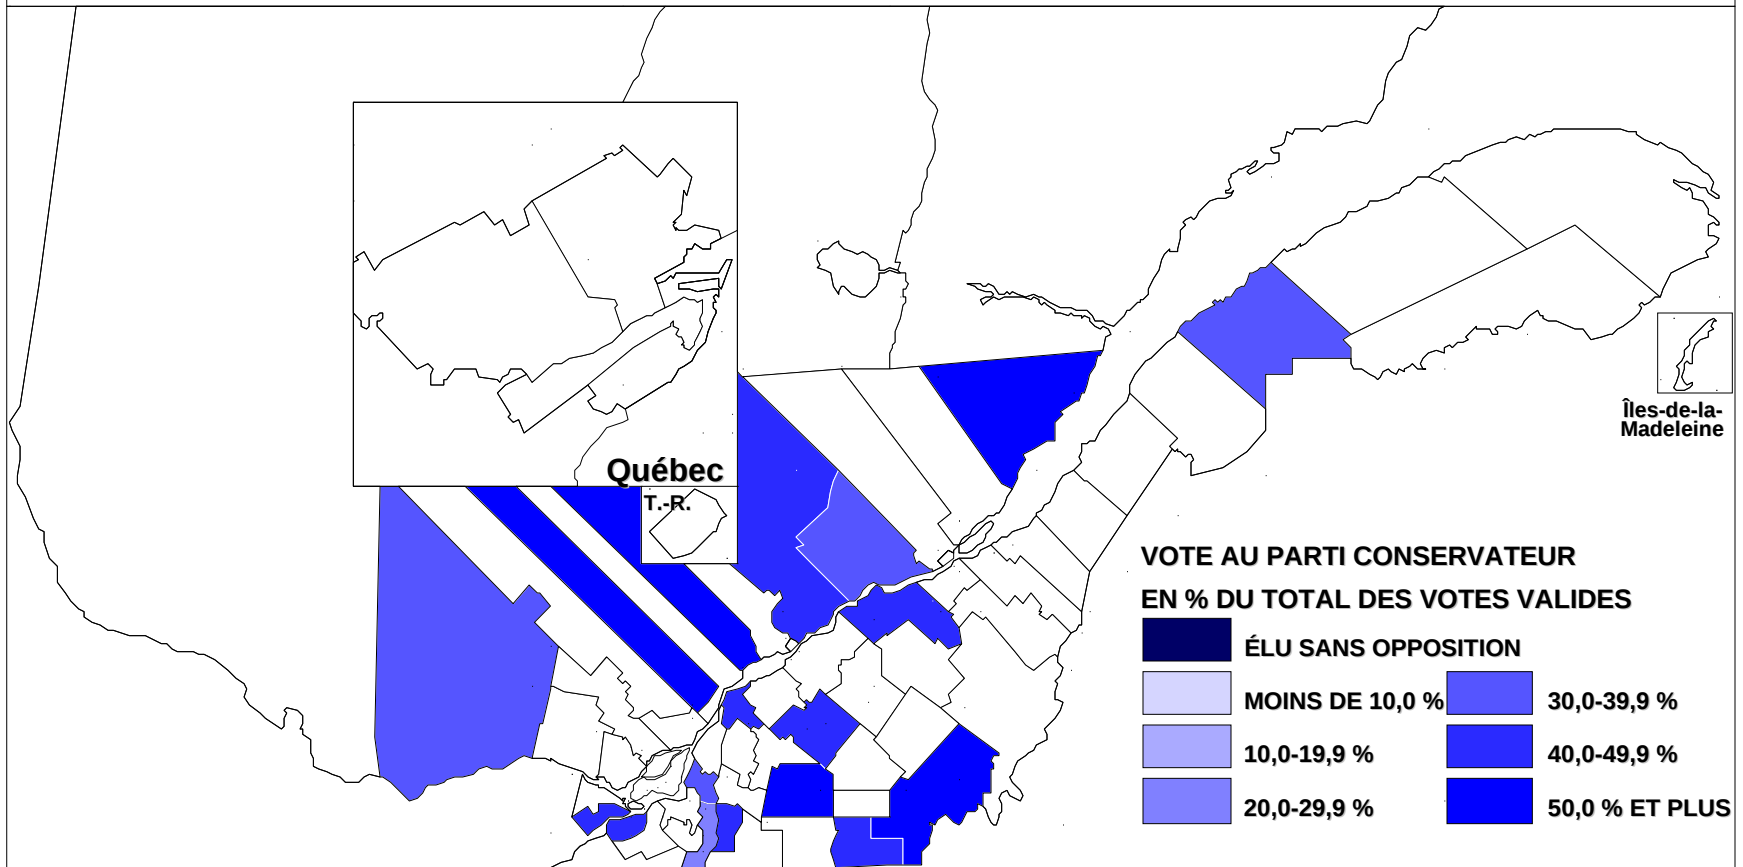 Québec
T.-R.
Îles-de-la-
Madeleine
VOTE AU PARTI CONSERVATEUR
EN % DU TOTAL DES VOTES VALIDES
ÉLU SANS OPPOSITION
MOINS DE 10,0 %
30,0-39,9 %
10,0-19,9 %
40,0-49,9 %
20,0-29,9 %
50,0 % ET PLUS